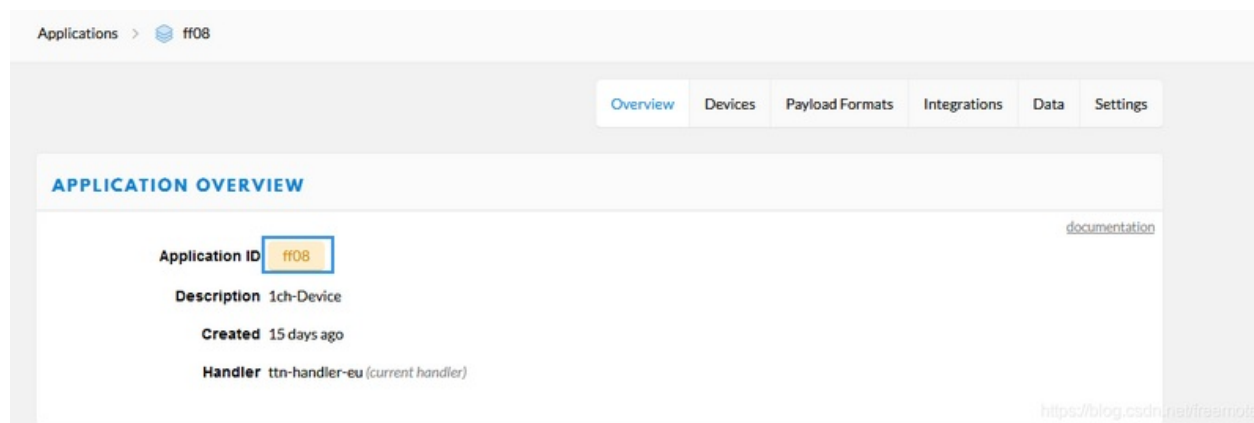 Applications > ff08
Overview Devices Payload Formats Integrations Data Settings
APPLICATION OVERVIEW
documentation
Application ID ff08
Description 1ch-Device
Created 15 days ago
Handler ttn-handler-eu (current handler)